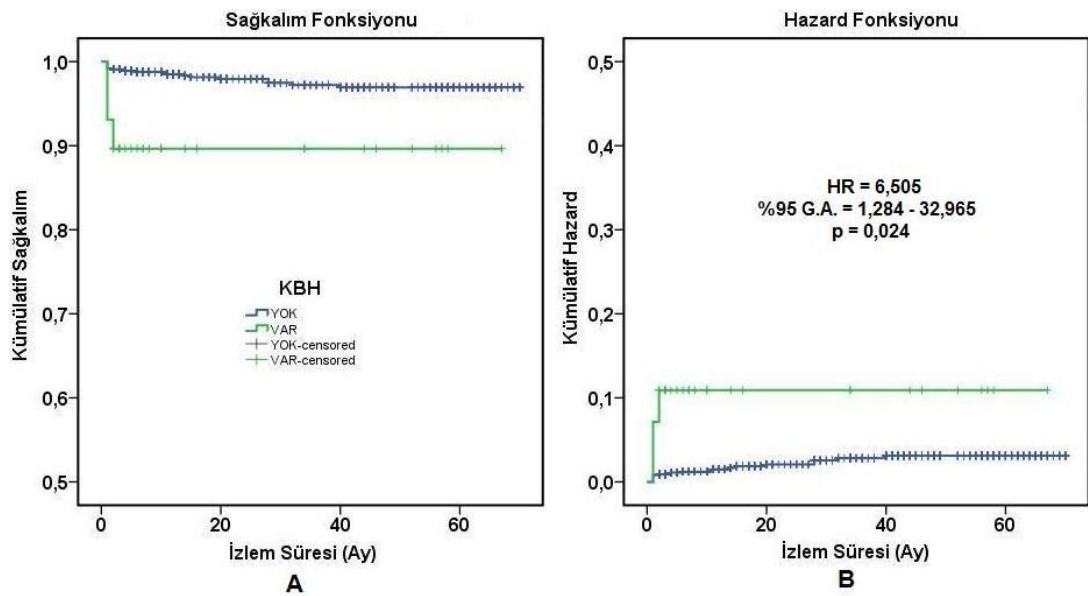 Sağkalım Fonksiyonu
1,0
0,9
0,8
0,7
0,6
0,5
Kümülatif Sağkalım
KBH
YOK
VAR
YOK-censored
VAR-censored
0 20 40 60
İzlem Süresi (Ay)
A
Hazard Fonksiyonu
0,5
0,4
0,3
0,2
0,1
0,0
Kümülatif Hazard
HR = 6,505
%95 G.A. = 1,284 - 32,965
p = 0,024
0 20 40 60
İzlem Süresi (Ay)
B